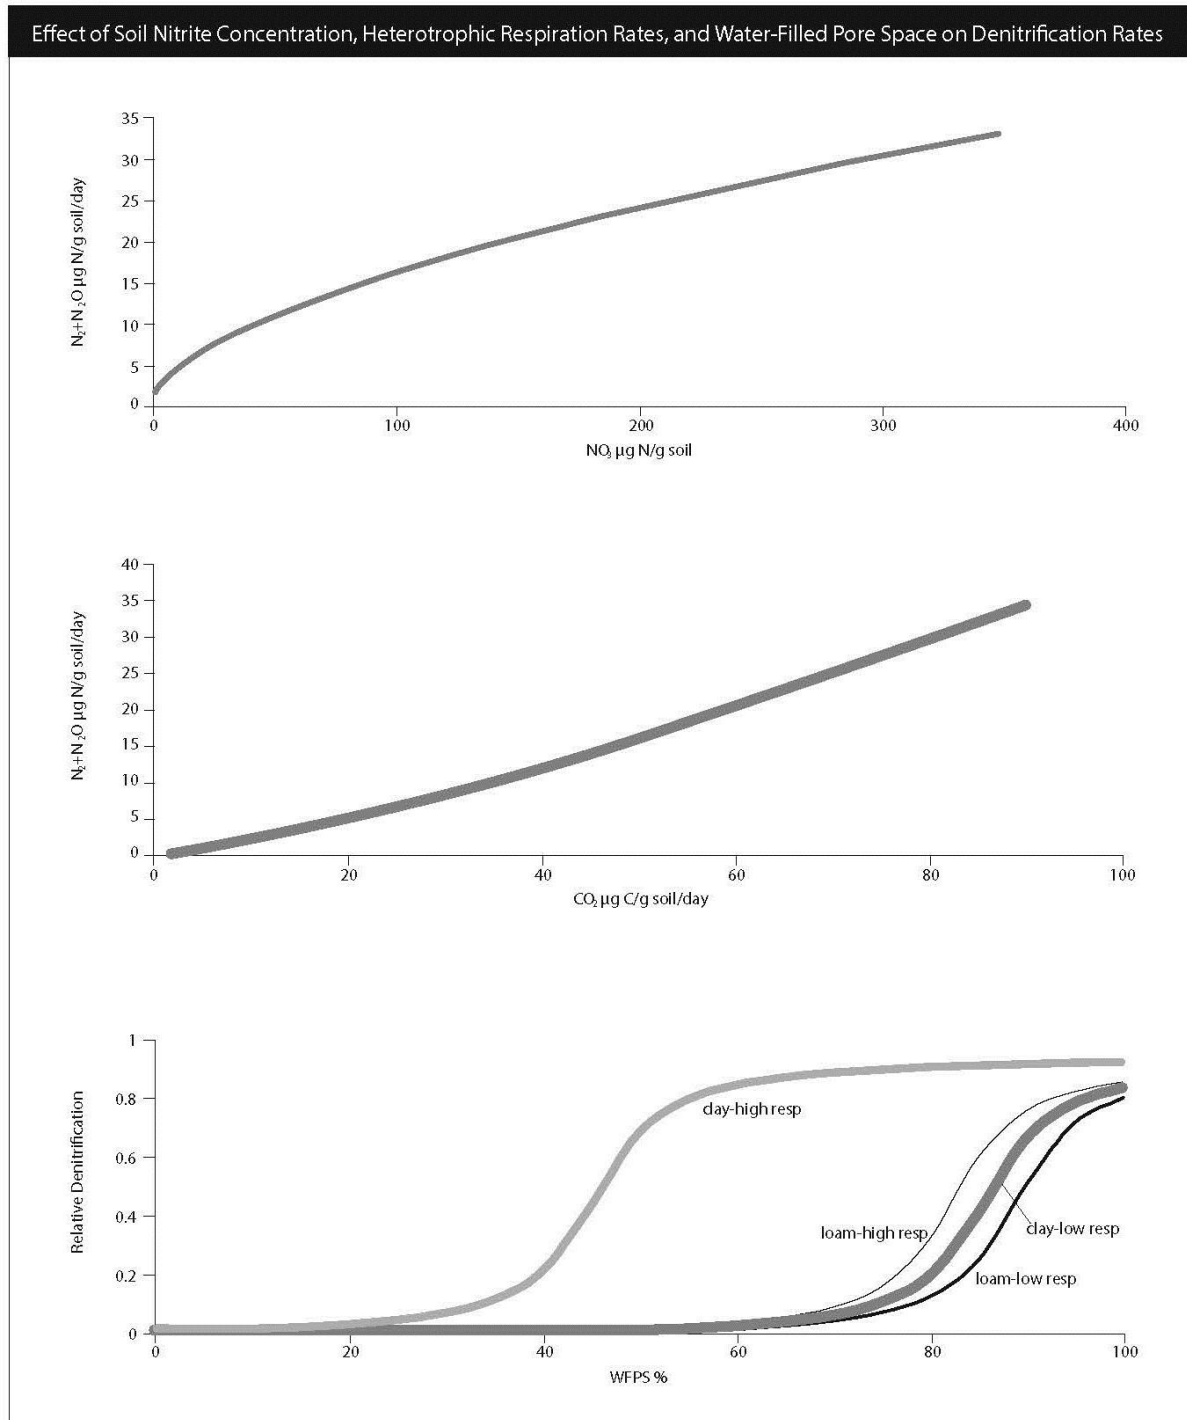 Effect of Soil Nitrite Concentration, Heterotrophic Respiration Rates, and Water-Filled Pore Space on Denitrification Rates
35
30
25
20
15
10
5
0
N₂+N₂O µg N/g soil/day
0 100 200 300 400
NO₃ µg N/g soil
40
35
30
25
20
15
10
5
0
N₂+N₂O µg N/g soil/day
0 20 40 60 80 100
CO₂ µg C/g soil/day
1
0.8
0.6
0.4
0.2
0
Relative Denitrification
clay-high resp
loam-high resp
clay-low resp
loam-low resp
0 20 40 60 80 100
WFPS %